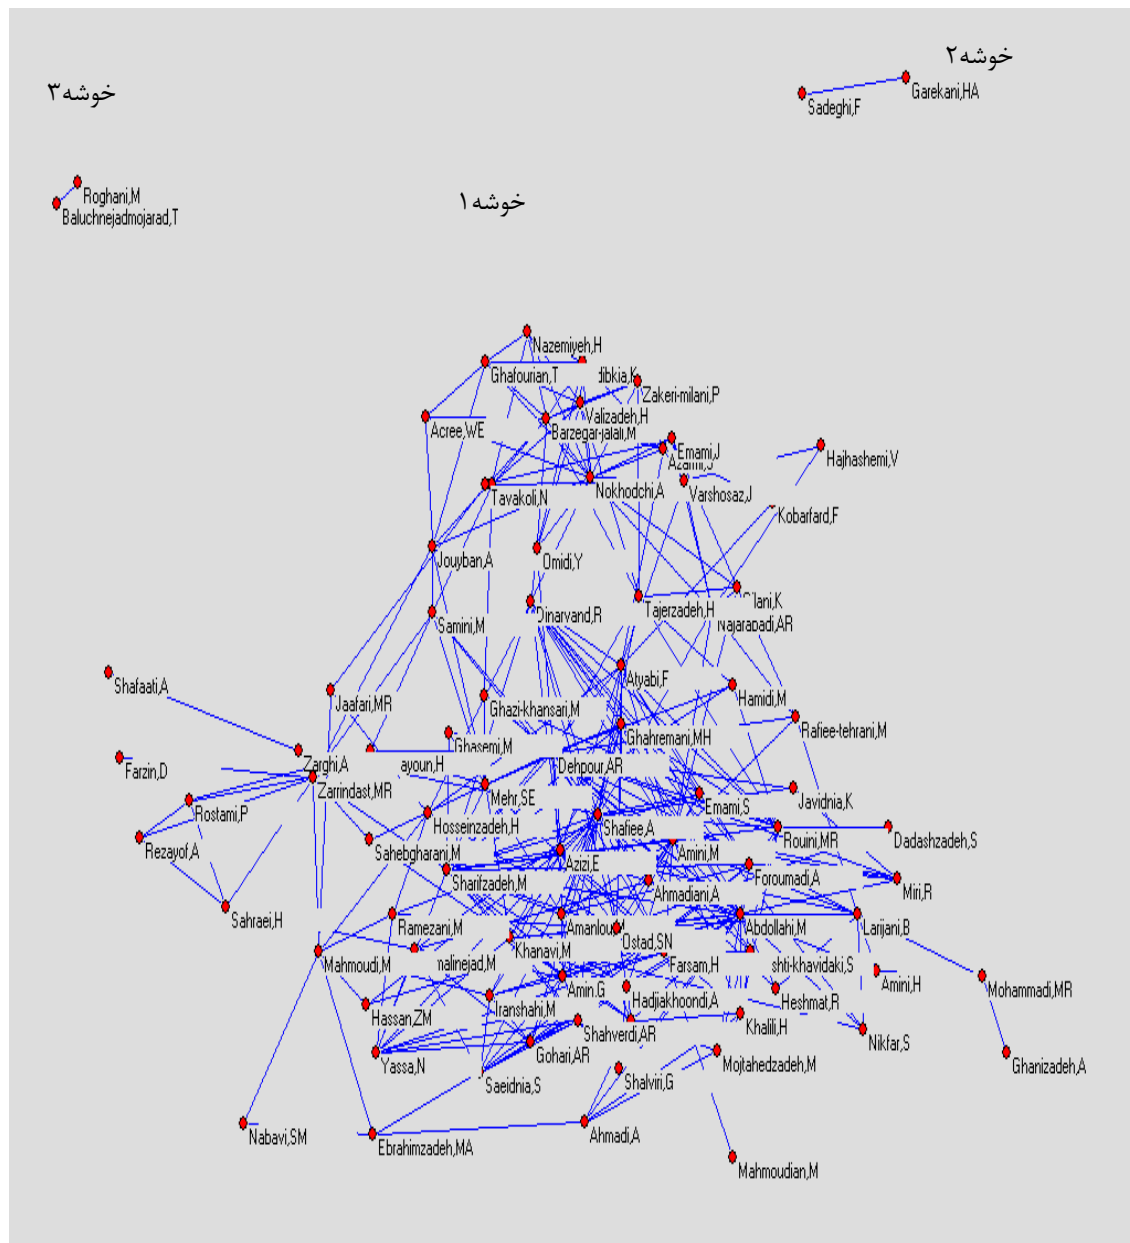 خوشه۲
Garekani,HA
Sadeghi,F
خوشه۳
Roghani,M
Baluchnejadmojarad,T
خوشه۱
Nazemiyeh,H
Ghafourian,T
Zakeri-milani,P
Valizadeh,H
Acree,WE
Barzegar-jalali,M
Emami,J
Hajhashemi,V
Tavakoli,N
Nokhodchi,A
Varshosaz,J
Kobarfard,F
Jouyban,A
Omidi,Y
Samini,M
Dinarvand,R
Tajerzadeh,H
Najarabadi,AR
Shafaati,A
Atyabi,F
Jaafari,MR
Ghazi-khansari,M
Hamidi,M
Rafiee-tehrani,M
Ghasemi,M
Ghahremani,MH
Farzin,D
Zarghi,A
ayoun,H
Dehpour,AR
Zarrindast,MR
Mehr,SE
Rostami,P
Emami,S
Javidnia,K
Hosseinzadeh,H
Shafiee,A
Rezayof,A
Sahebgharani,M
Azizi,E
Amini,M
Rouini,MR
Dadashzadeh,S
Sharifzadeh,M
Ahmadiani,A
Foroumadi,A
Miri,R
Sahraei,H
Ramezani,M
Amanlou,M
Abdollahi,M
Larijani,B
Ostad,SN
Mahmoudi,M
malinejad,M
Khanavi,M
Farsam,H
shti-khavidaki,S
Amini,H
Mohammadi,MR
Hassan,ZM
Iranshahi,M
Amin,G
Hadjiakhoondi,A
Heshmat,R
Shahverdi,AR
Khalili,H
Nikfar,S
Yassa,N
Gohari,AR
Mojtahedzadeh,M
Ghanizadeh,A
Saeidnia,S
Shalviri,G
Nabavi,SM
Ebrahimzadeh,MA
Ahmadi,A
Mahmoudian,M